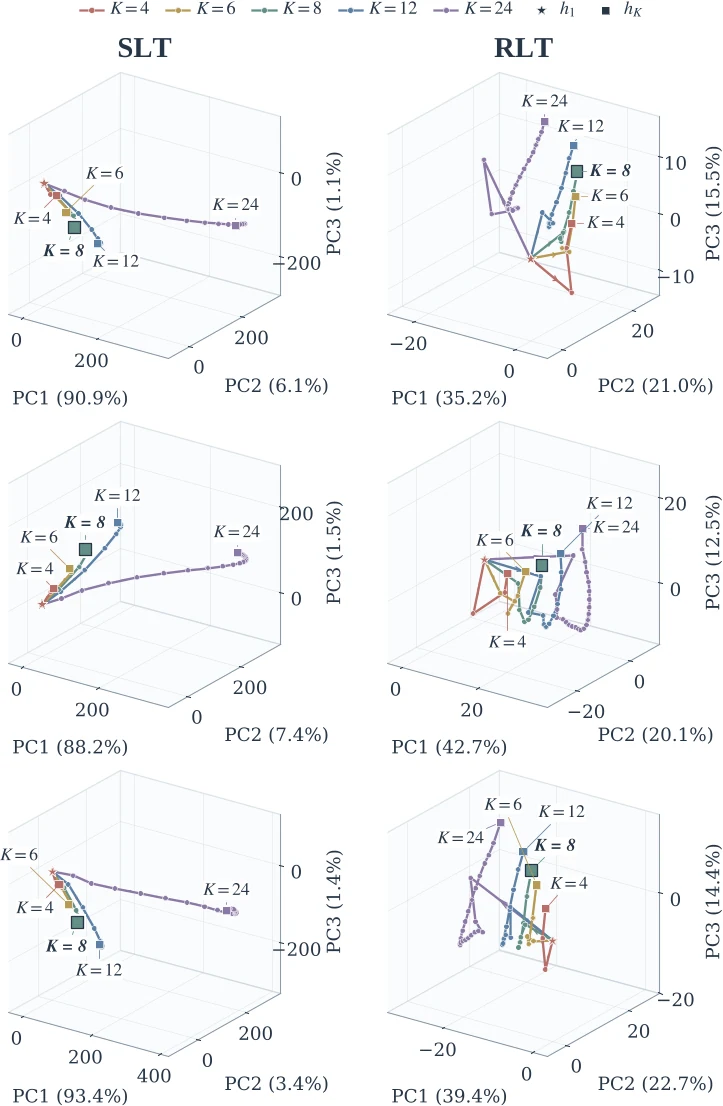 K=4 K=6 K=8 K=12 K=24 h₁ h_K
SLT RLT
K=6
K=4
K=8
K=12
K=24
0
−200
PC3 (1.1%)
0
200
0
200
PC1 (90.9%)
PC2 (6.1%)
K=24
K=12
K=8
K=6
K=4
10
0
−10
PC3 (15.5%)
−20
0
0
20
PC1 (35.2%)
PC2 (21.0%)
K=12
K=8
K=6
K=4
K=24
200
0
PC3 (1.5%)
0
200
0
200
PC1 (88.2%)
PC2 (7.4%)
K=12
K=8
K=24
K=6
K=4
20
0
PC3 (12.5%)
0
20
−20
0
PC1 (42.7%)
PC2 (20.1%)
K=6
K=4
K=8
K=12
K=24
0
−200
PC3 (1.4%)
0
200
400
0
200
PC1 (93.4%)
PC2 (3.4%)
K=6
K=12
K=24
K=8
K=4
0
−20
PC3 (14.4%)
−20
0
0
20
PC1 (39.4%)
PC2 (22.7%)